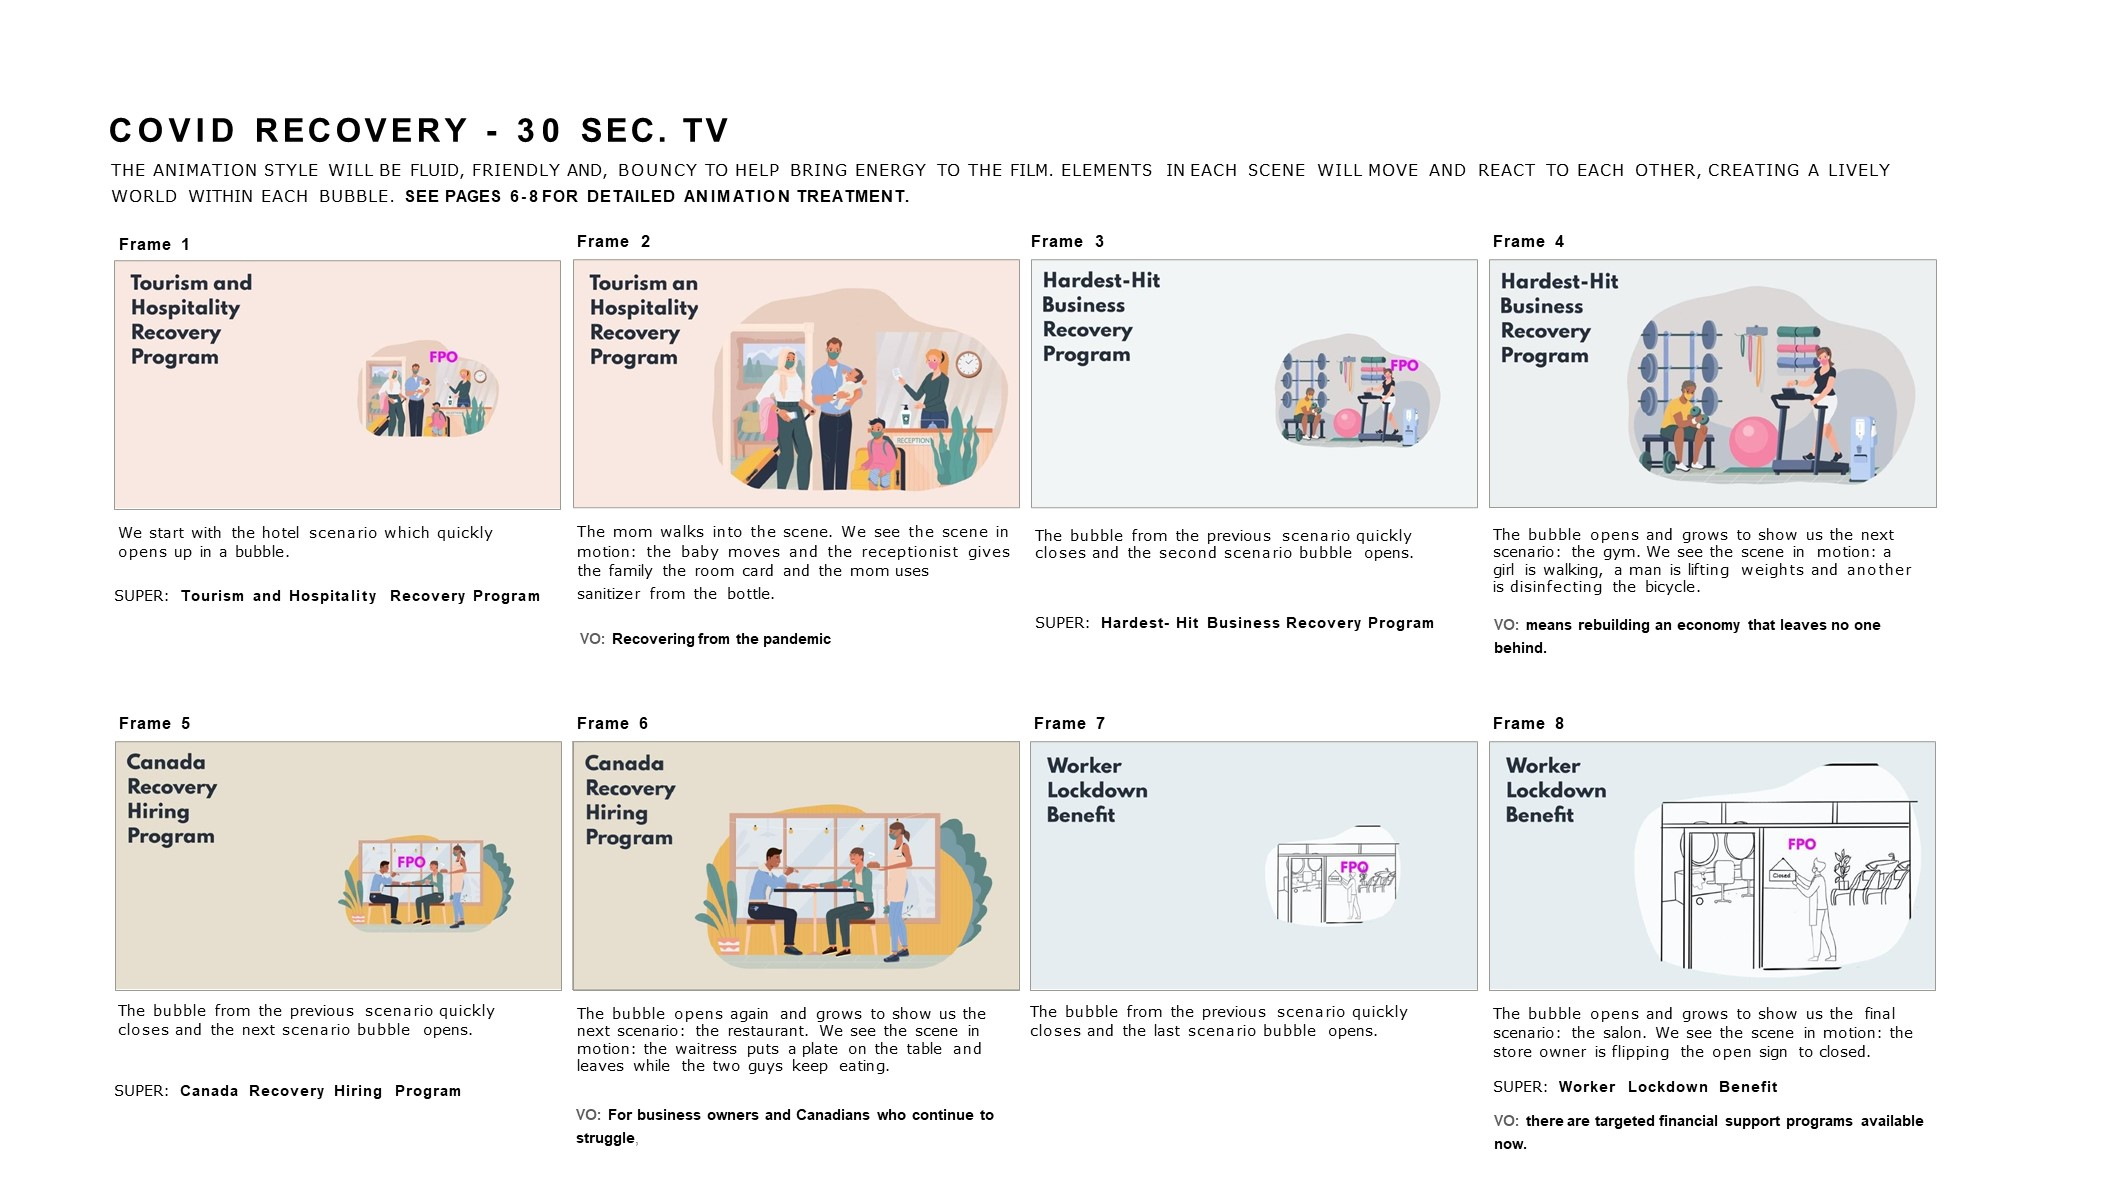 COVID RECOVERY - 30 SEC. TV
THE ANIMATION STYLE WILL BE FLUID, FRIENDLY AND, BOUNCY TO HELP BRING ENERGY TO THE FILM. ELEMENTS IN EACH SCENE WILL MOVE AND REACT TO EACH OTHER, CREATING A LIVELY
WORLD WITHIN EACH BUBBLE. SEE PAGES 6-8 FOR DETAILED ANIMATION TREATMENT.
Frame 1
Tourism and
Hospitality
Recovery
Program
FPO
We start with the hotel scenario which quickly
opens up in a bubble.
SUPER: Tourism and Hospitality Recovery Program
Frame 2
Tourism an
Hospitality
Recovery
Program
RECEPTION
The mom walks into the scene. We see the scene in
motion: the baby moves and the receptionist gives
the family the room card and the mom uses
sanitizer from the bottle.
VO: Recovering from the pandemic
Frame 3
Hardest-Hit
Business
Recovery
Program
FPO
The bubble from the previous scenario quickly
closes and the second scenario bubble opens.
SUPER: Hardest- Hit Business Recovery Program
Frame 4
Hardest-Hit
Business
Recovery
Program
The bubble opens and grows to show us the next
scenario: the gym. We see the scene in motion: a
girl is walking, a man is lifting weights and another
is disinfecting the bicycle.
VO: means rebuilding an economy that leaves no one
behind.
Frame 5
Canada
Recovery
Hiring
Program
FPO
The bubble from the previous scenario quickly
closes and the next scenario bubble opens.
SUPER: Canada Recovery Hiring Program
Frame 6
Canada
Recovery
Hiring
Program
The bubble opens again and grows to show us the
next scenario: the restaurant. We see the scene in
motion: the waitress puts a plate on the table and
leaves while the two guys keep eating.
VO: For business owners and Canadians who continue to
struggle,
Frame 7
Worker
Lockdown
Benefit
FPO
The bubble from the previous scenario quickly
closes and the last scenario bubble opens.
Frame 8
Worker
Lockdown
Benefit
FPO
Closed
The bubble opens and grows to show us the final
scenario: the salon. We see the scene in motion: the
store owner is flipping the open sign to closed.
SUPER: Worker Lockdown Benefit
VO: there are targeted financial support programs available
now.